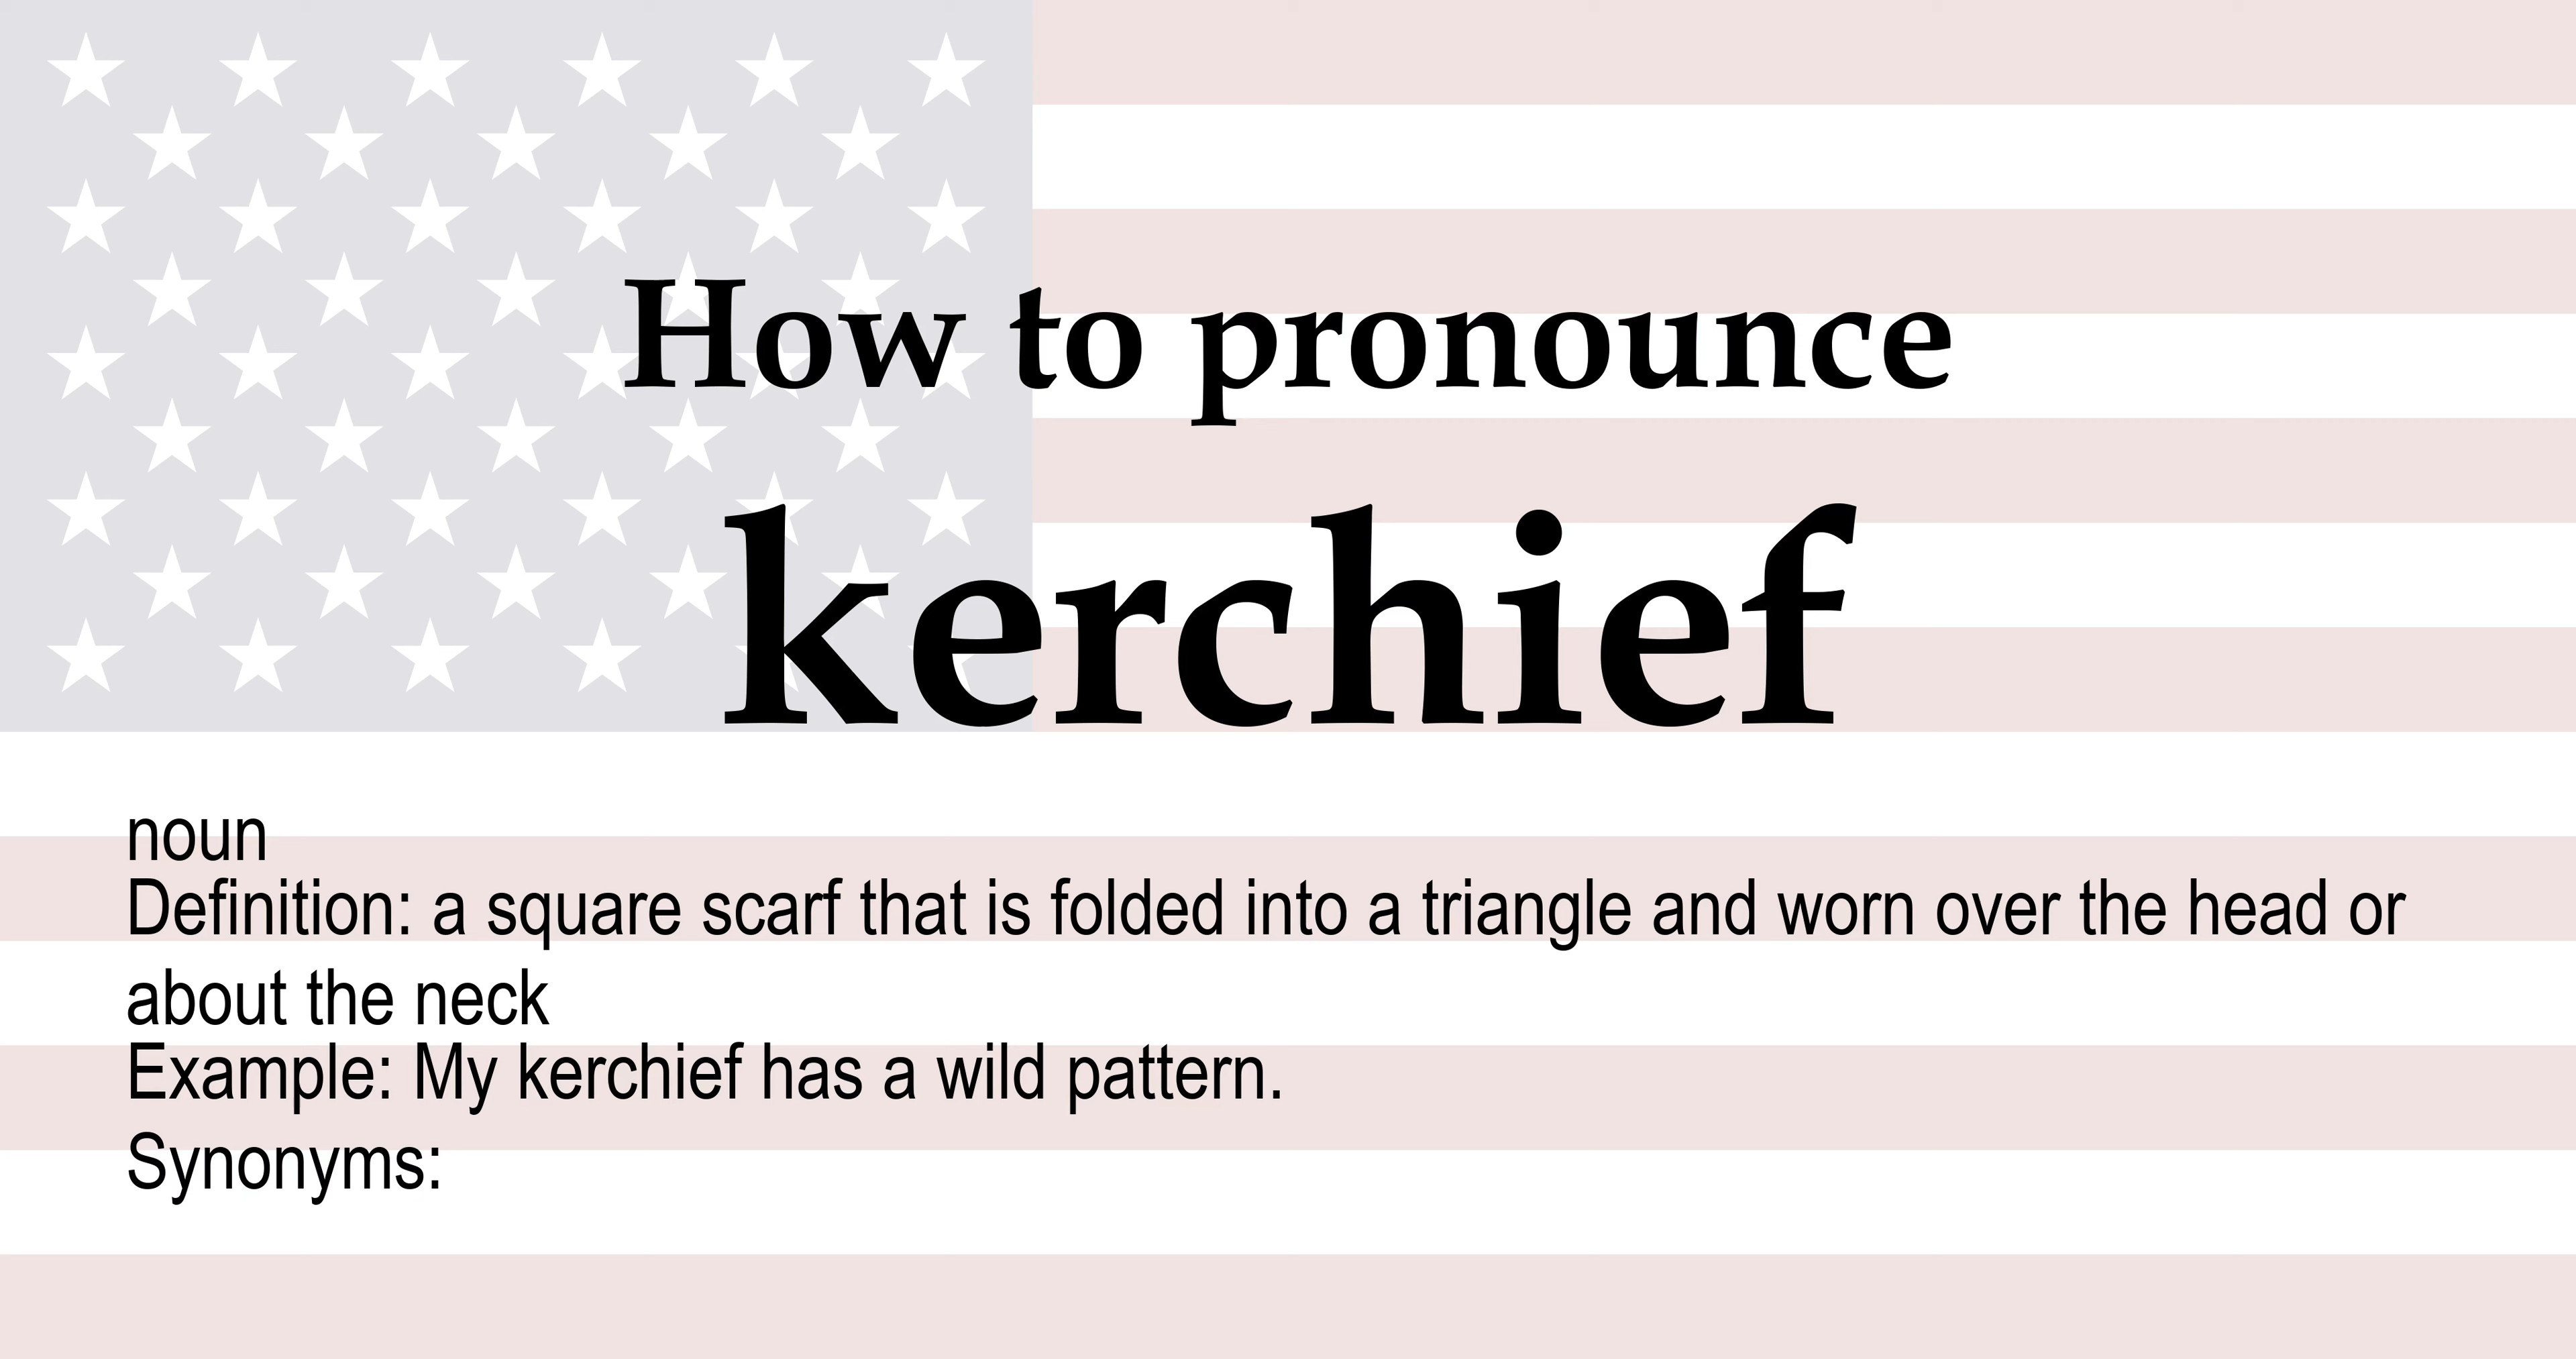 How to pronounce
kerchief
noun
Definition: a square scarf that is folded into a triangle and worn over the head or
about the neck
Example: My kerchief has a wild pattern.
Synonyms: